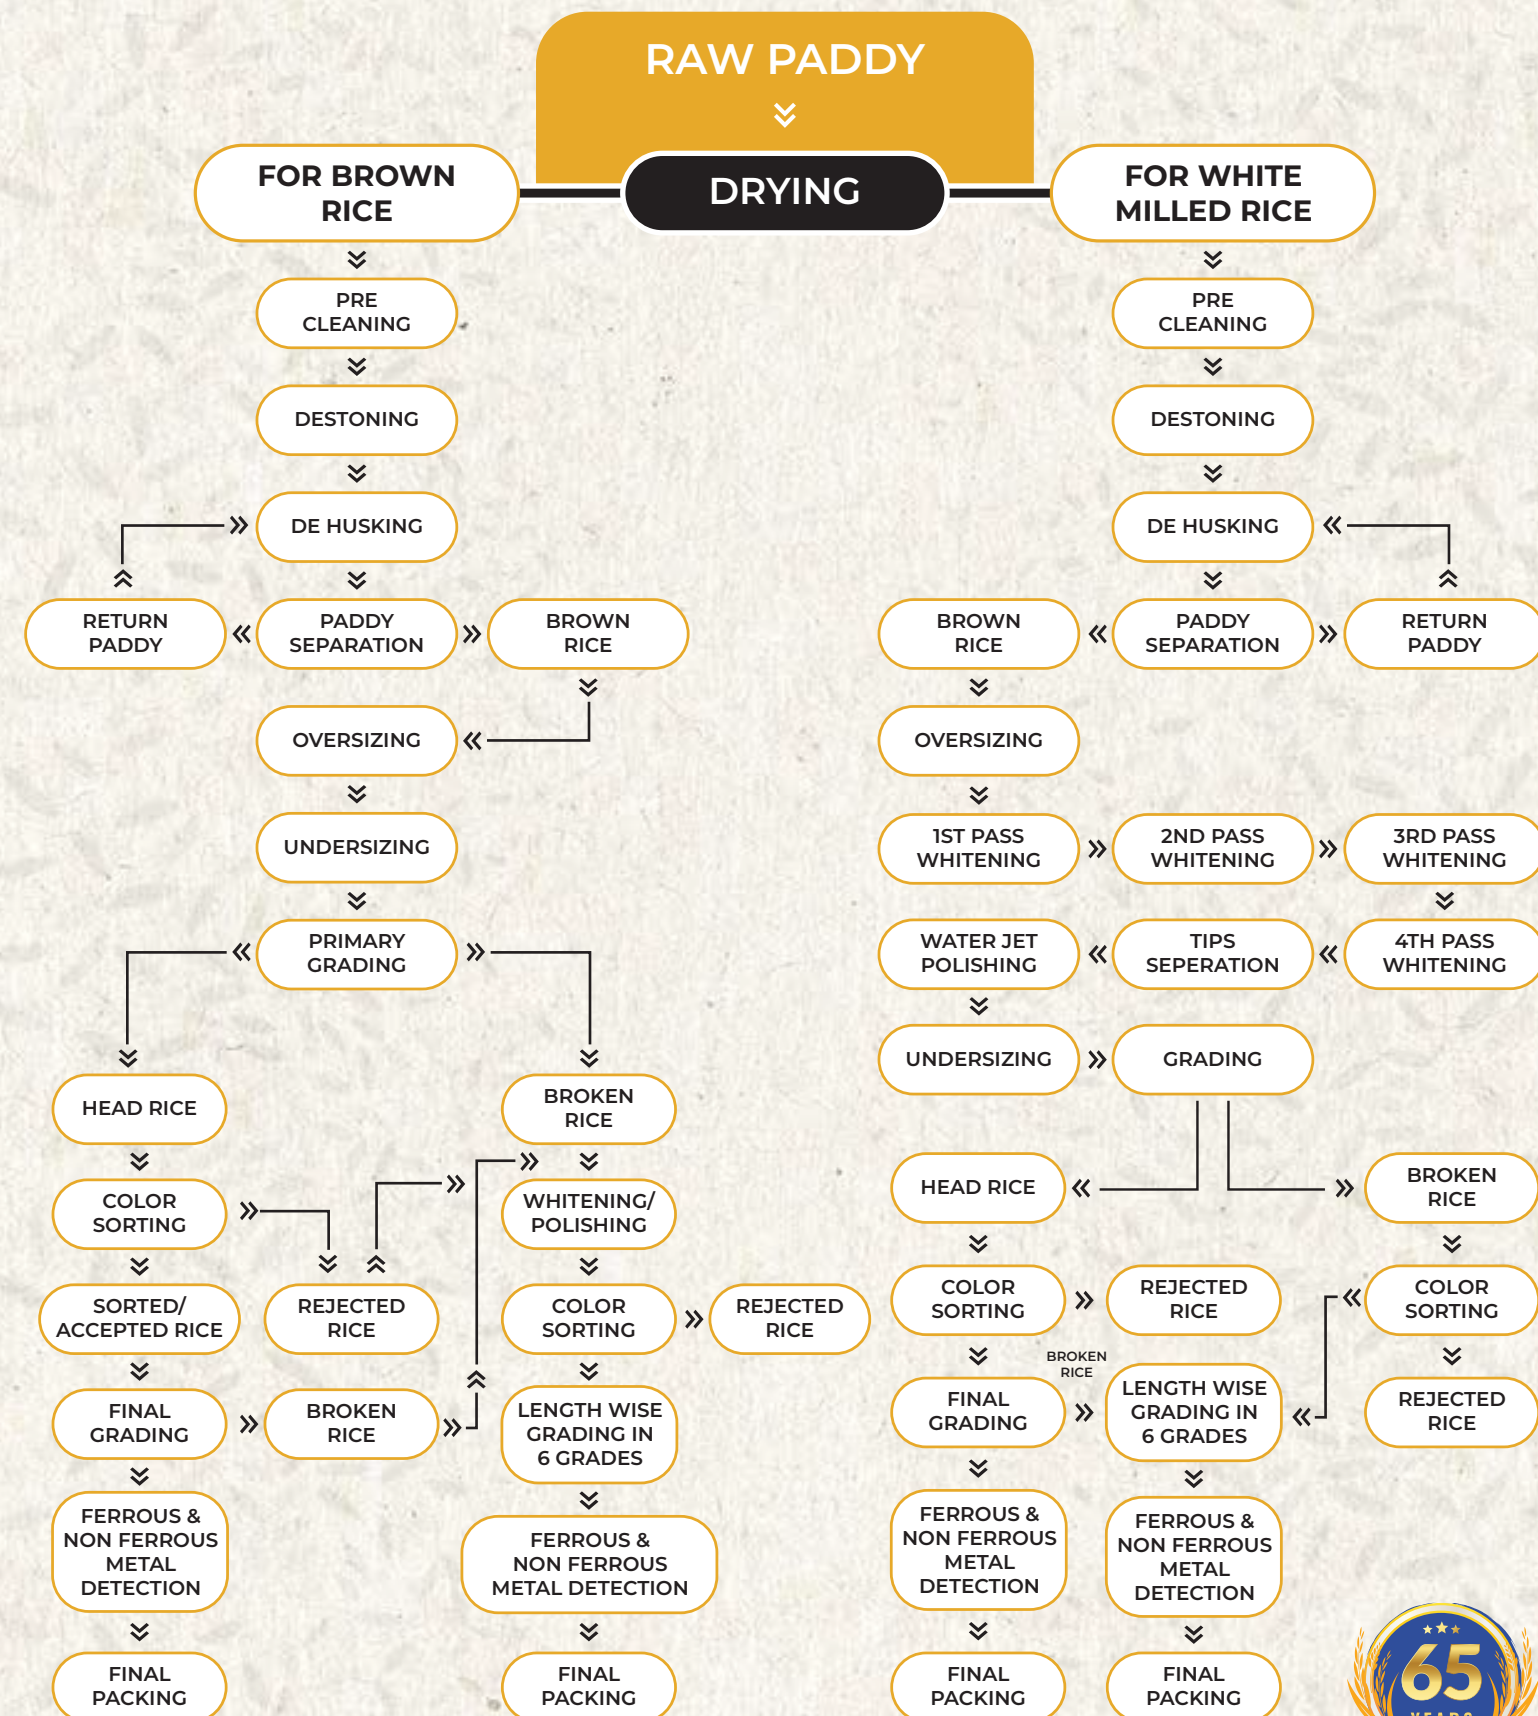 RAW PADDY
DRYING
FOR BROWN
RICE
PRE
CLEANING
DESTONING
DE HUSKING
RETURN
PADDY
PADDY
SEPARATION
BROWN
RICE
OVERSIZING
UNDERSIZING
PRIMARY
GRADING
HEAD RICE
COLOR
SORTING
SORTED/
ACCEPTED RICE
REJECTED
RICE
FINAL
GRADING
BROKEN
RICE
FERROUS &
NON FERROUS
METAL
DETECTION
FINAL
PACKING
BROKEN
RICE
WHITENING/
POLISHING
COLOR
SORTING
REJECTED
RICE
LENGTH WISE
GRADING IN
6 GRADES
FERROUS &
NON FERROUS
METAL DETECTION
FINAL
PACKING
FOR WHITE
MILLED RICE
PRE
CLEANING
DESTONING
DE HUSKING
BROWN
RICE
PADDY
SEPARATION
RETURN
PADDY
OVERSIZING
1ST PASS
WHITENING
2ND PASS
WHITENING
3RD PASS
WHITENING
WATER JET
POLISHING
TIPS
SEPERATION
4TH PASS
WHITENING
UNDERSIZING
GRADING
HEAD RICE
COLOR
SORTING
REJECTED
RICE
FINAL
GRADING
BROKEN
RICE
LENGTH WISE
GRADING IN
6 GRADES
FERROUS &
NON FERROUS
METAL
DETECTION
FINAL
PACKING
FERROUS &
NON FERROUS
METAL
DETECTION
FINAL
PACKING
BROKEN
RICE
COLOR
SORTING
REJECTED
RICE
65
YEARS